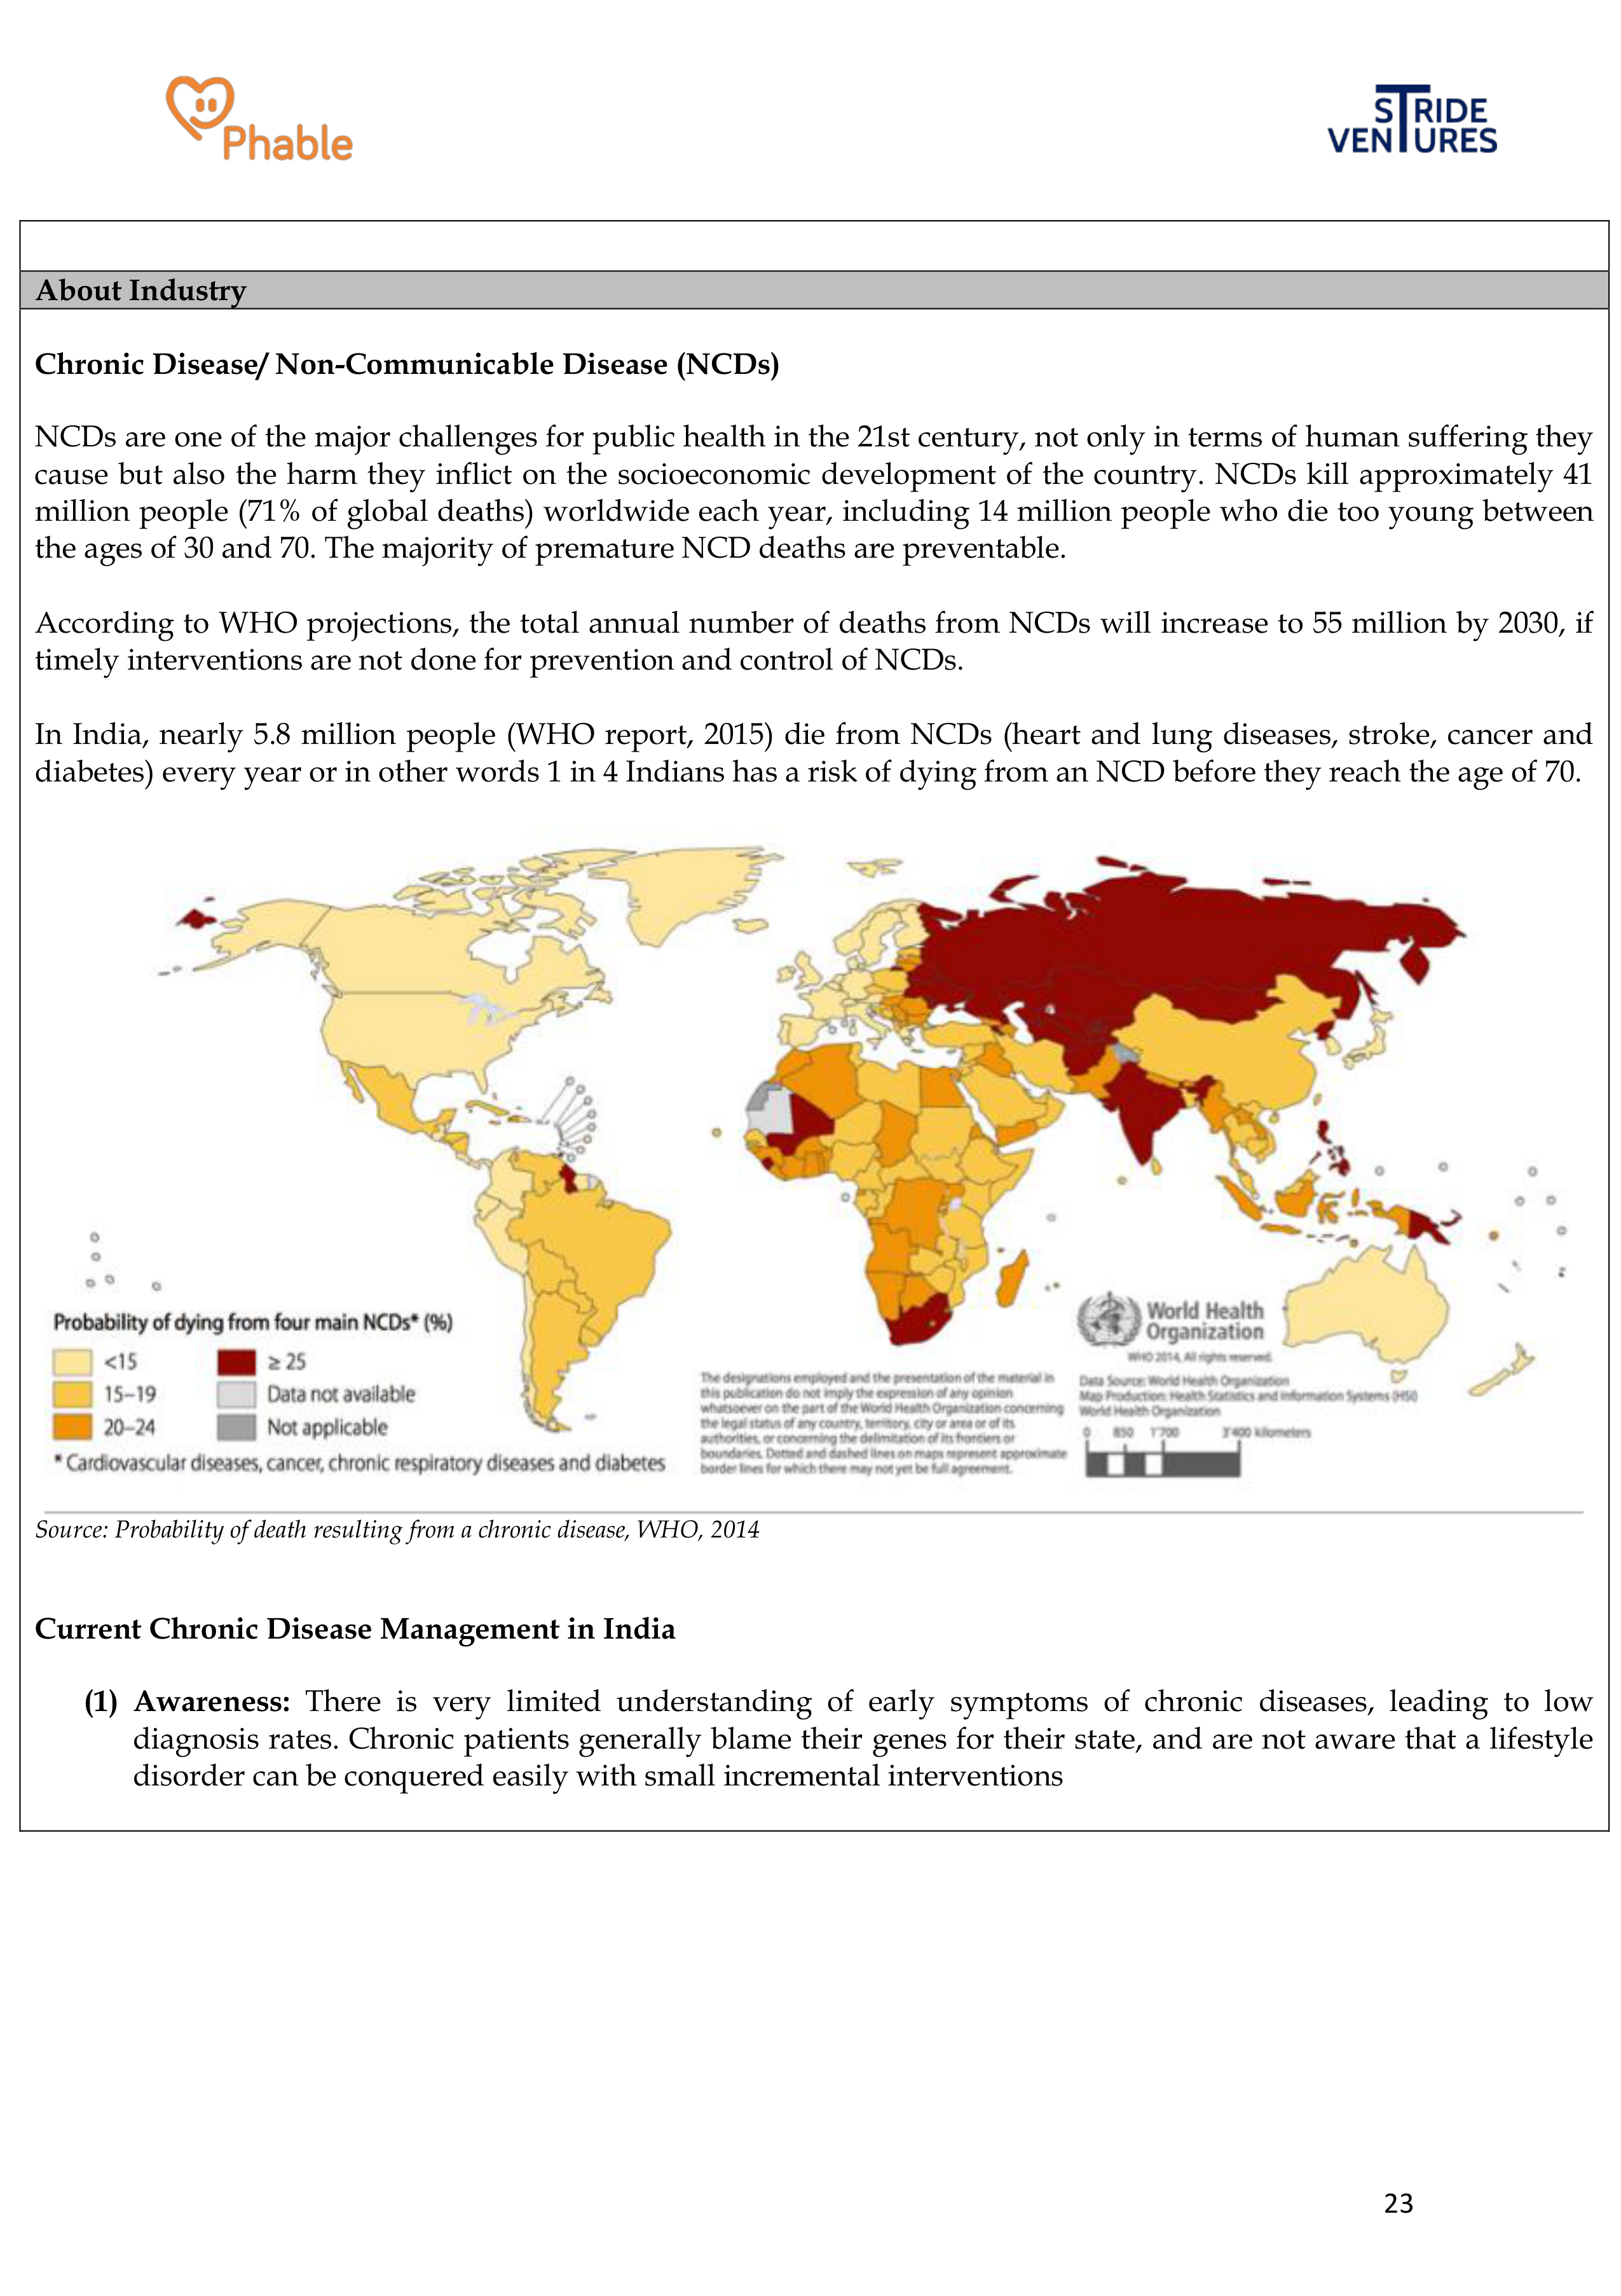 Phable
STRIDE
VENTURES
About Industry
Chronic Disease/ Non-Communicable Disease (NCDs)
NCDs are one of the major challenges for public health in the 21st century, not only in terms of human suffering they
cause but also the harm they inflict on the socioeconomic development of the country. NCDs kill approximately 41
million people (71% of global deaths) worldwide each year, including 14 million people who die too young between
the ages of 30 and 70. The majority of premature NCD deaths are preventable.
According to WHO projections, the total annual number of deaths from NCDs will increase to 55 million by 2030, if
timely interventions are not done for prevention and control of NCDs.
In India, nearly 5.8 million people (WHO report, 2015) die from NCDs (heart and lung diseases, stroke, cancer and
diabetes) every year or in other words 1 in 4 Indians has a risk of dying from an NCD before they reach the age of 70.
Probability of dying from four main NCDs* (%)
<15
15–19
20–24
≥ 25
Data not available
Not applicable
* Cardiovascular diseases, cancer, chronic respiratory diseases and diabetes
The designations employed and the presentation of the material in
this publication do not imply the expression of any opinion
whatsoever on the part of the World Health Organization concerning
the legal status of any country, territory, city or area or of its
authorities, or concerning the delimitation of its frontiers or
boundaries. Dotted and dashed lines on maps represent approximate
border lines for which there may not yet be full agreement.
World Health
Organization
WHO 2014, All rights reserved.
Data Source: World Health Organization
Map Production: Health Statistics and Information Systems (HSI)
World Health Organization
0 850 1'700 3'400 kilometers
Source: Probability of death resulting from a chronic disease, WHO, 2014
Current Chronic Disease Management in India
(1) Awareness: There is very limited understanding of early symptoms of chronic diseases, leading to low
diagnosis rates. Chronic patients generally blame their genes for their state, and are not aware that a lifestyle
disorder can be conquered easily with small incremental interventions
23